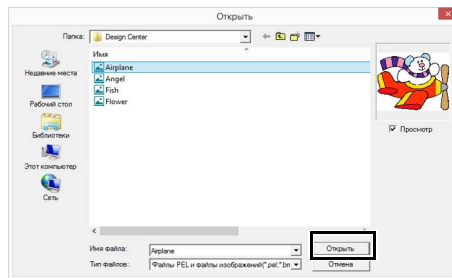 Открыть
Папка: Design Center
Имя
Airplane
Angel
Fish
Flower
Недавние места
Рабочий стол
Библиотеки
Этот компьютер
Сеть
Просмотр
Имя файла: Airplane Открыть
Тип файлов: Файлы PEL и файлы изображений(*.pel;*.bm Отмена